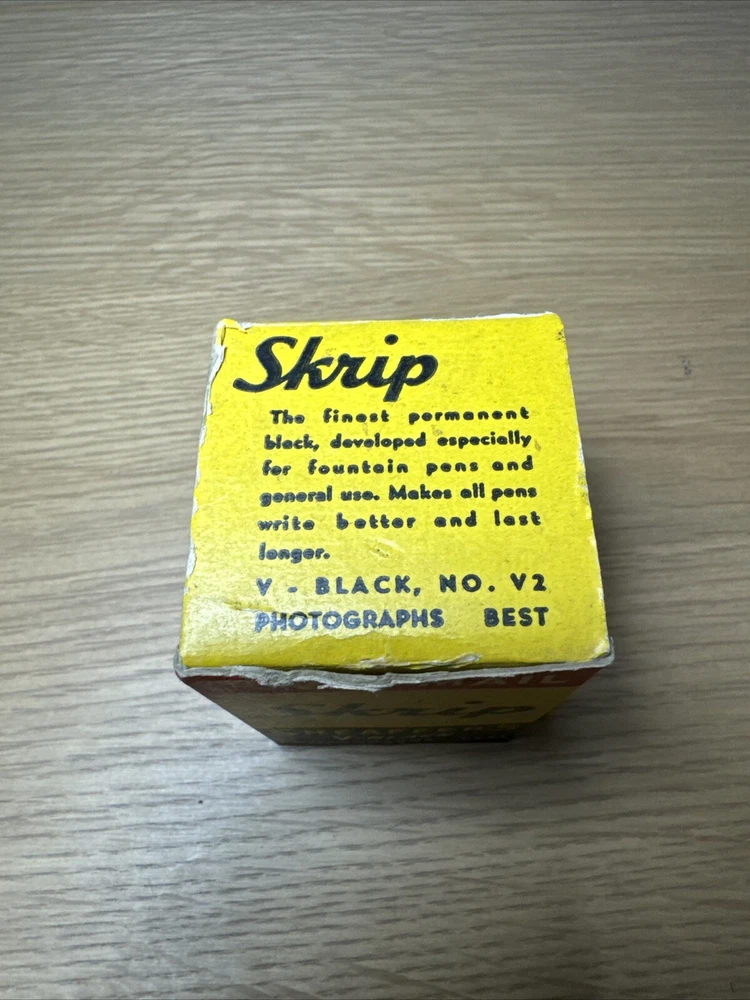 Skrip
The finest permanent
black, developed especially
for fountain pens and
general use. Makes all pens
write better and last
longer.
V - BLACK, NO. V2
PHOTOGRAPHS BEST
Skrip